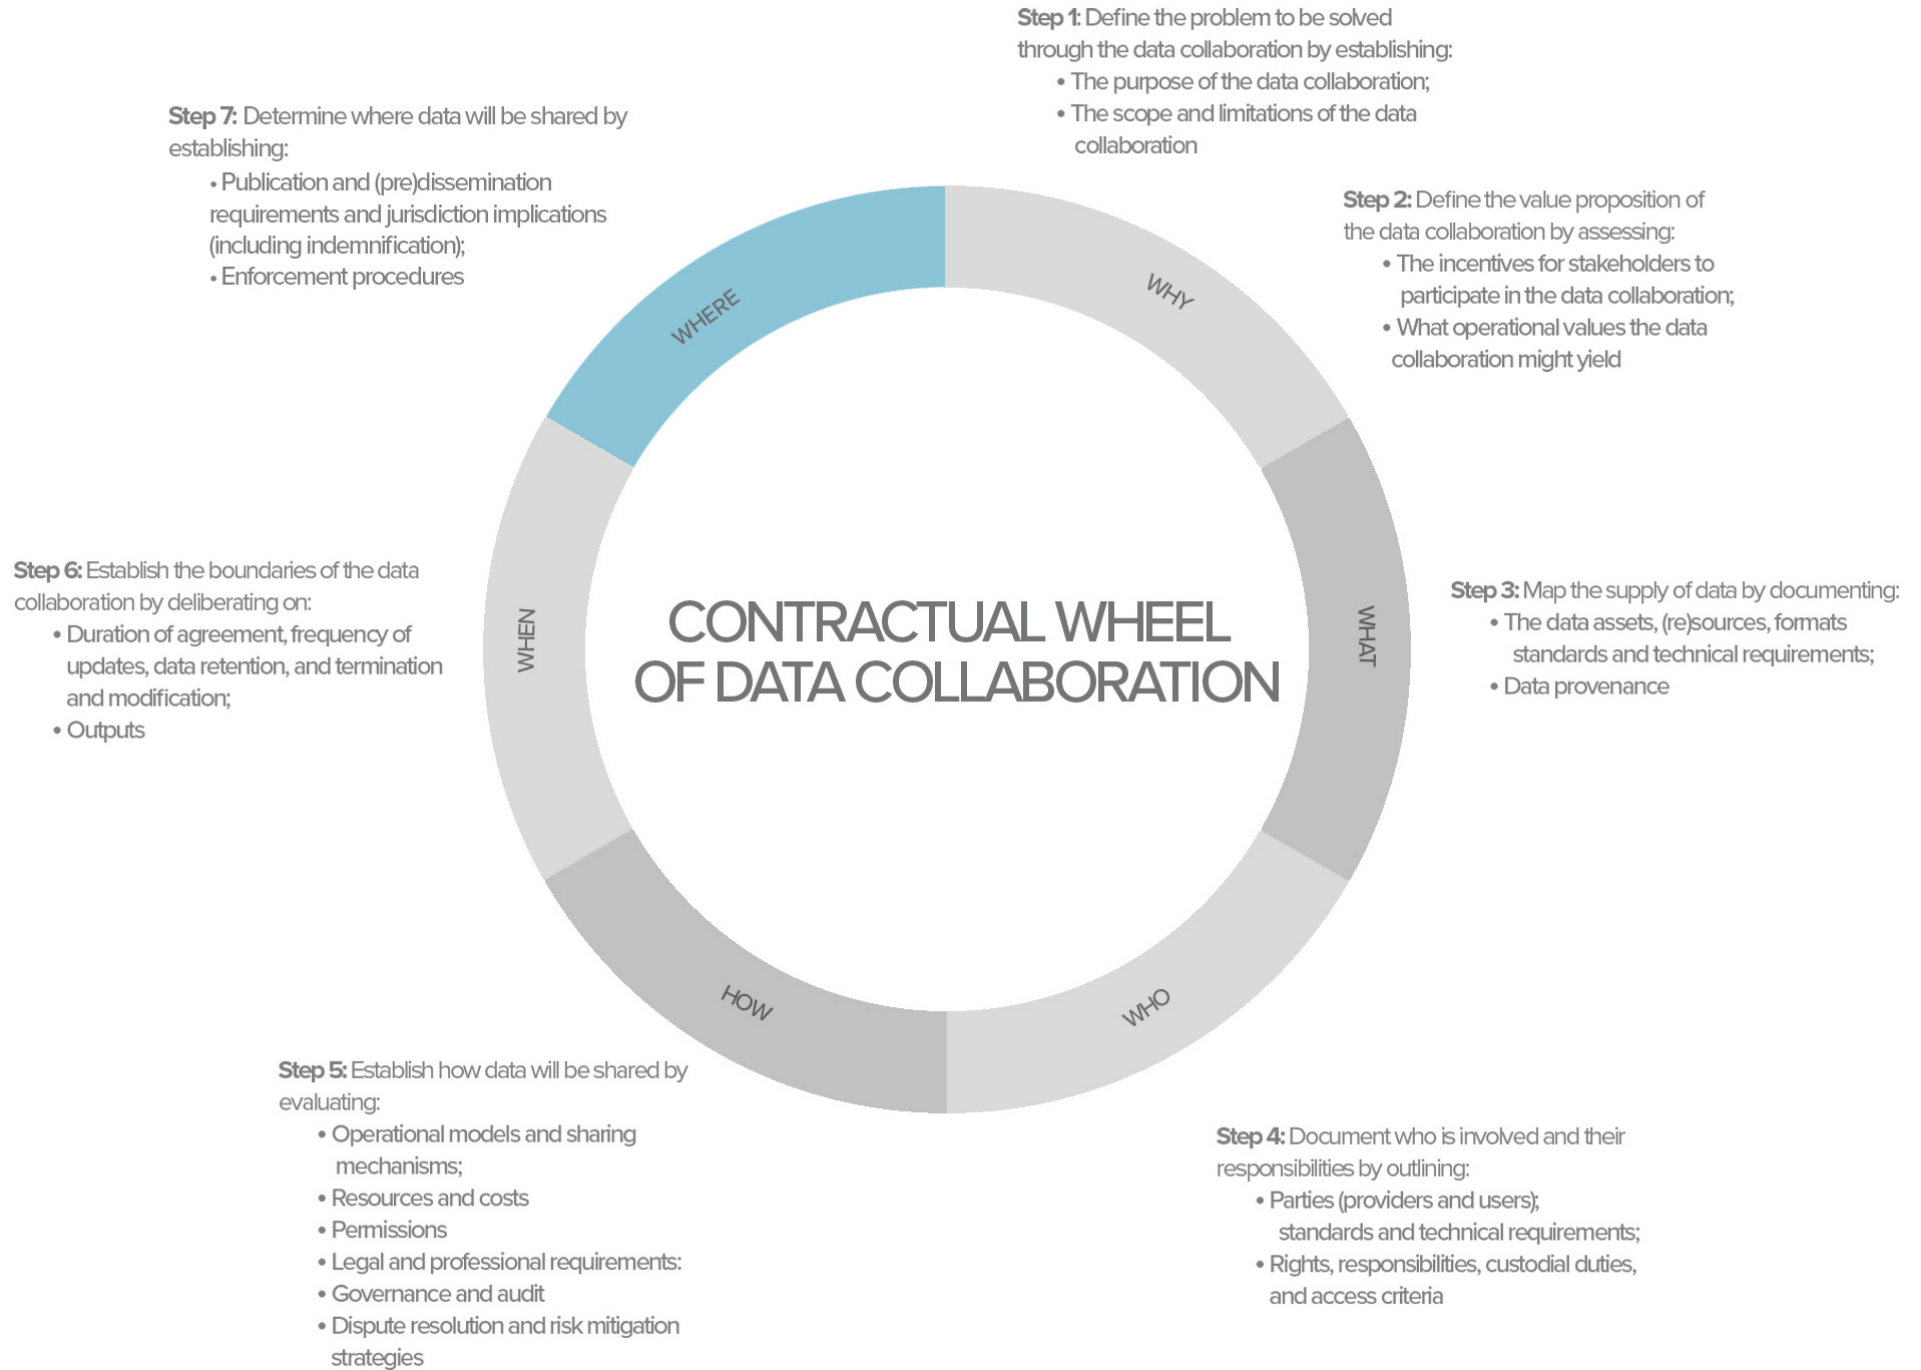 Step 1: Define the problem to be solved
through the data collaboration by establishing:
• The purpose of the data collaboration;
• The scope and limitations of the data
collaboration
Step 2: Define the value proposition of
the data collaboration by assessing:
• The incentives for stakeholders to
participate in the data collaboration;
• What operational values the data
collaboration might yield
Step 3: Map the supply of data by documenting:
• The data assets, (re)sources, formats
standards and technical requirements;
• Data provenance
Step 4: Document who is involved and their
responsibilities by outlining:
• Parties (providers and users);
standards and technical requirements;
• Rights, responsibilities, custodial duties,
and access criteria
Step 5: Establish how data will be shared by
evaluating:
• Operational models and sharing
mechanisms;
• Resources and costs
• Permissions
• Legal and professional requirements:
• Governance and audit
• Dispute resolution and risk mitigation
strategies
Step 6: Establish the boundaries of the data
collaboration by deliberating on:
• Duration of agreement, frequency of
updates, data retention, and termination
and modification;
• Outputs
Step 7: Determine where data will be shared by
establishing:
• Publication and (pre)dissemination
requirements and jurisdiction implications
(including indemnification);
• Enforcement procedures
WHY
WHAT
WHO
HOW
WHEN
WHERE
CONTRACTUAL WHEEL
OF DATA COLLABORATION